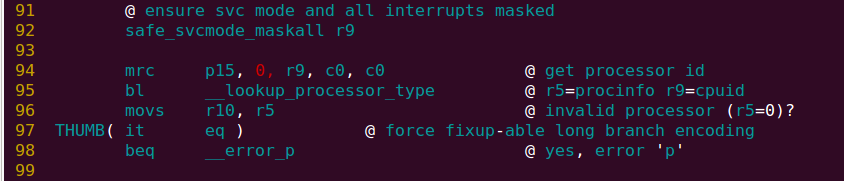 91 @ ensure svc mode and all interrupts masked
92 safe_svcmode_maskall r9
93
94 mrc p15, 0, r9, c0, c0 @ get processor id
95 bl __lookup_processor_type @ r5=procinfo r9=cpuid
96 movs r10, r5 @ invalid processor (r5=0)?
97 THUMB( it eq ) @ force fixup-able long branch encoding
98 beq __error_p @ yes, error 'p'
99